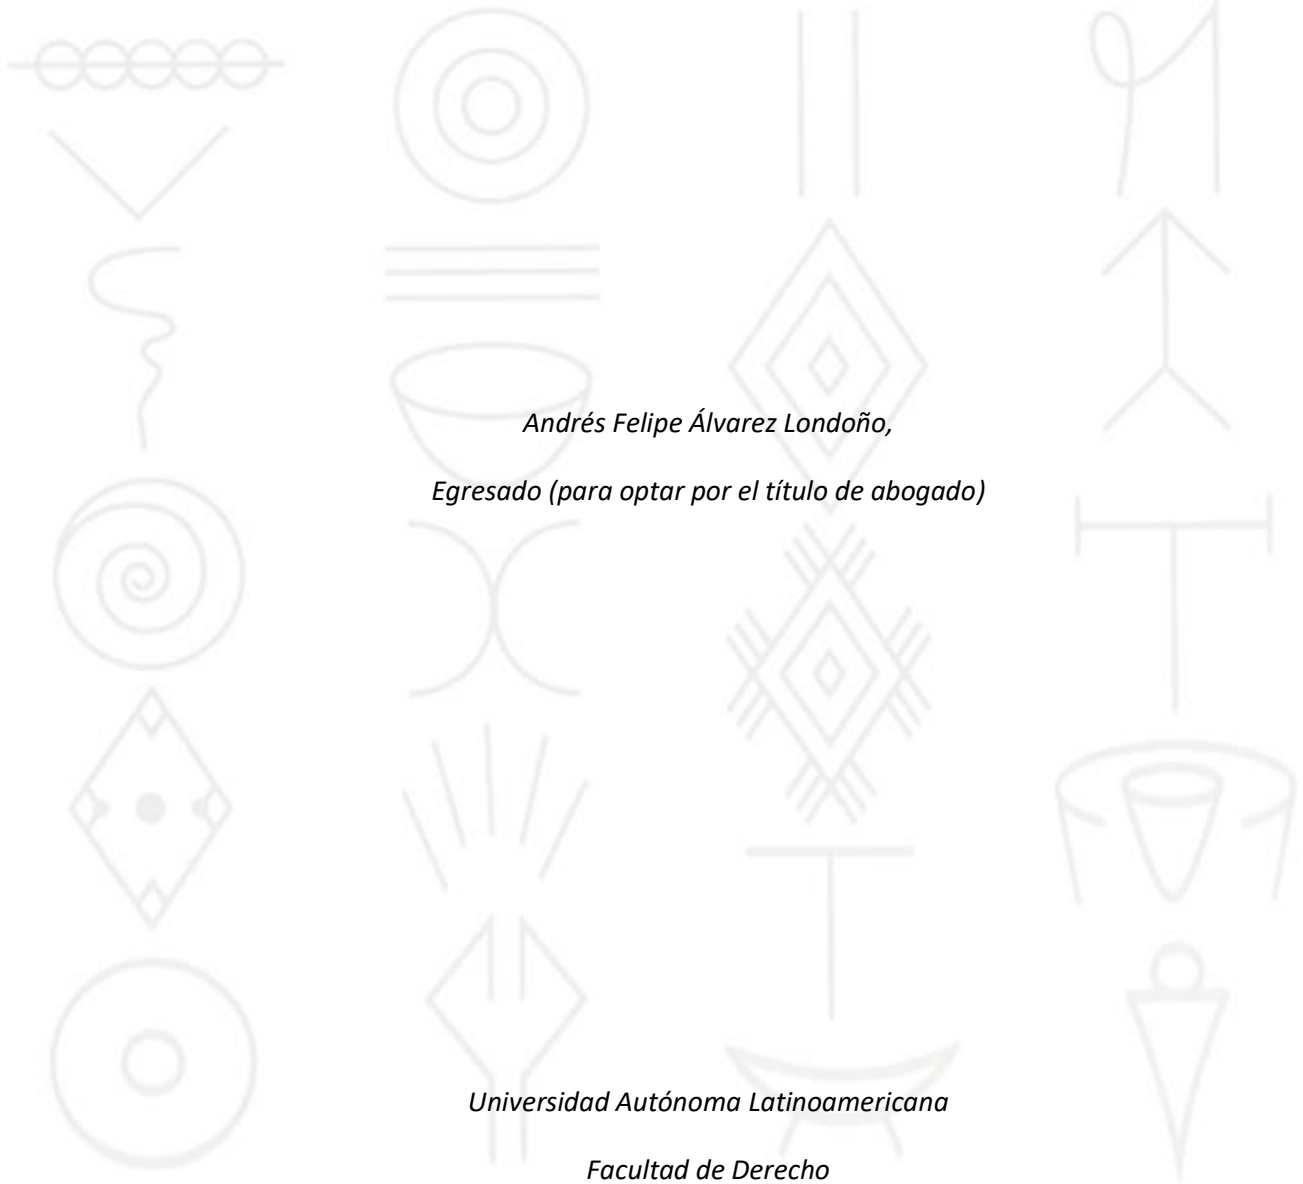 Andrés Felipe Álvarez Londoño,
Egresado (para optar por el título de abogado)
Universidad Autónoma Latinoamericana
Facultad de Derecho